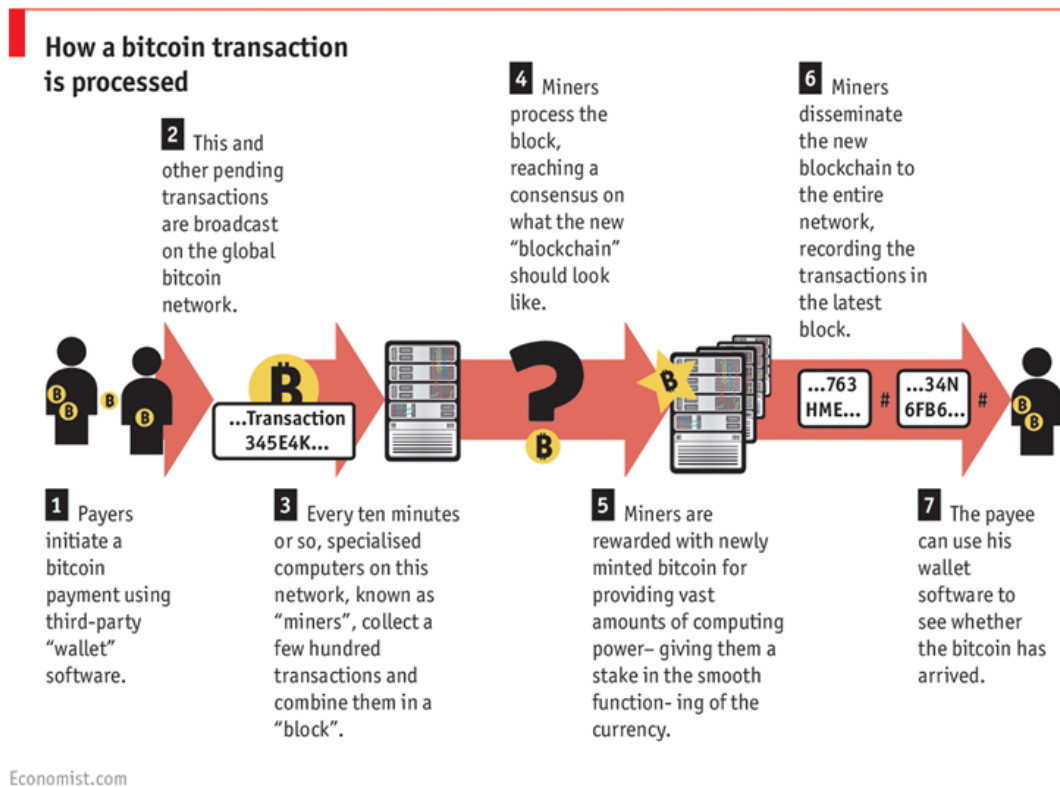 How a bitcoin transaction
is processed
1 Payers
initiate a
bitcoin
payment using
third-party
“wallet”
software.
2 This and
other pending
transactions
are broadcast
on the global
bitcoin
network.
3 Every ten minutes
or so, specialised
computers on this
network, known as
“miners”, collect a
few hundred
transactions and
combine them in a
“block”.
4 Miners
process the
block,
reaching a
consensus on
what the new
“blockchain”
should look
like.
5 Miners are
rewarded with newly
minted bitcoin for
providing vast
amounts of computing
power– giving them a
stake in the smooth
function- ing of the
currency.
6 Miners
disseminate
the new
blockchain to
the entire
network,
recording the
transactions in
the latest
block.
7 The payee
can use his
wallet
software to
see whether
the bitcoin has
arrived.
₿
₿
₿
₿
₿
...Transaction
345E4K...
?
₿
₿
...763
HME...
#
...34N
6FB6...
#
₿
₿
Economist.com